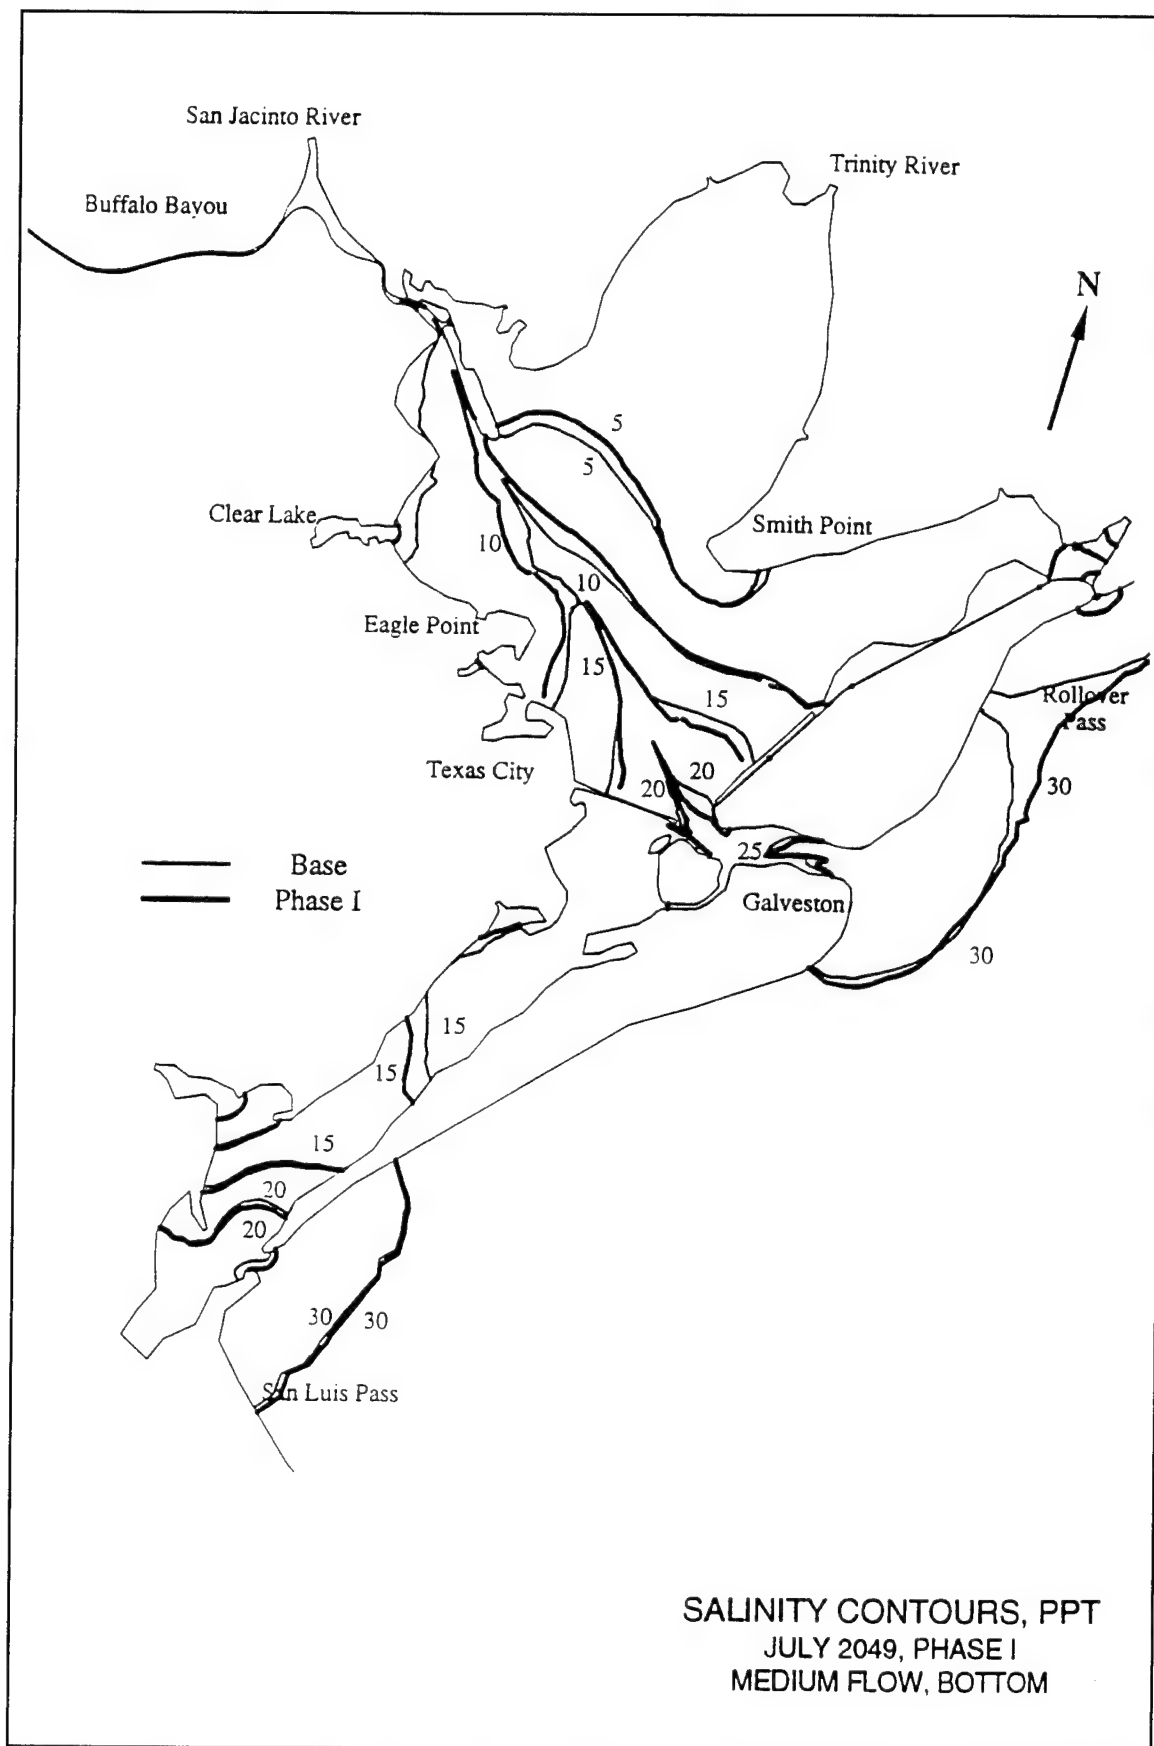 San Jacinto River
Trinity River
Buffalo Bayou
N
5
5
Clear Lake
Smith Point
10
10
Eagle Point
15
15
Rollover
Pass
Texas City
20
20
30
25
Base
Phase I
Galveston
30
15
15
15
20
20
30
30
San Luis Pass
SALINITY CONTOURS, PPT
JULY 2049, PHASE I
MEDIUM FLOW, BOTTOM